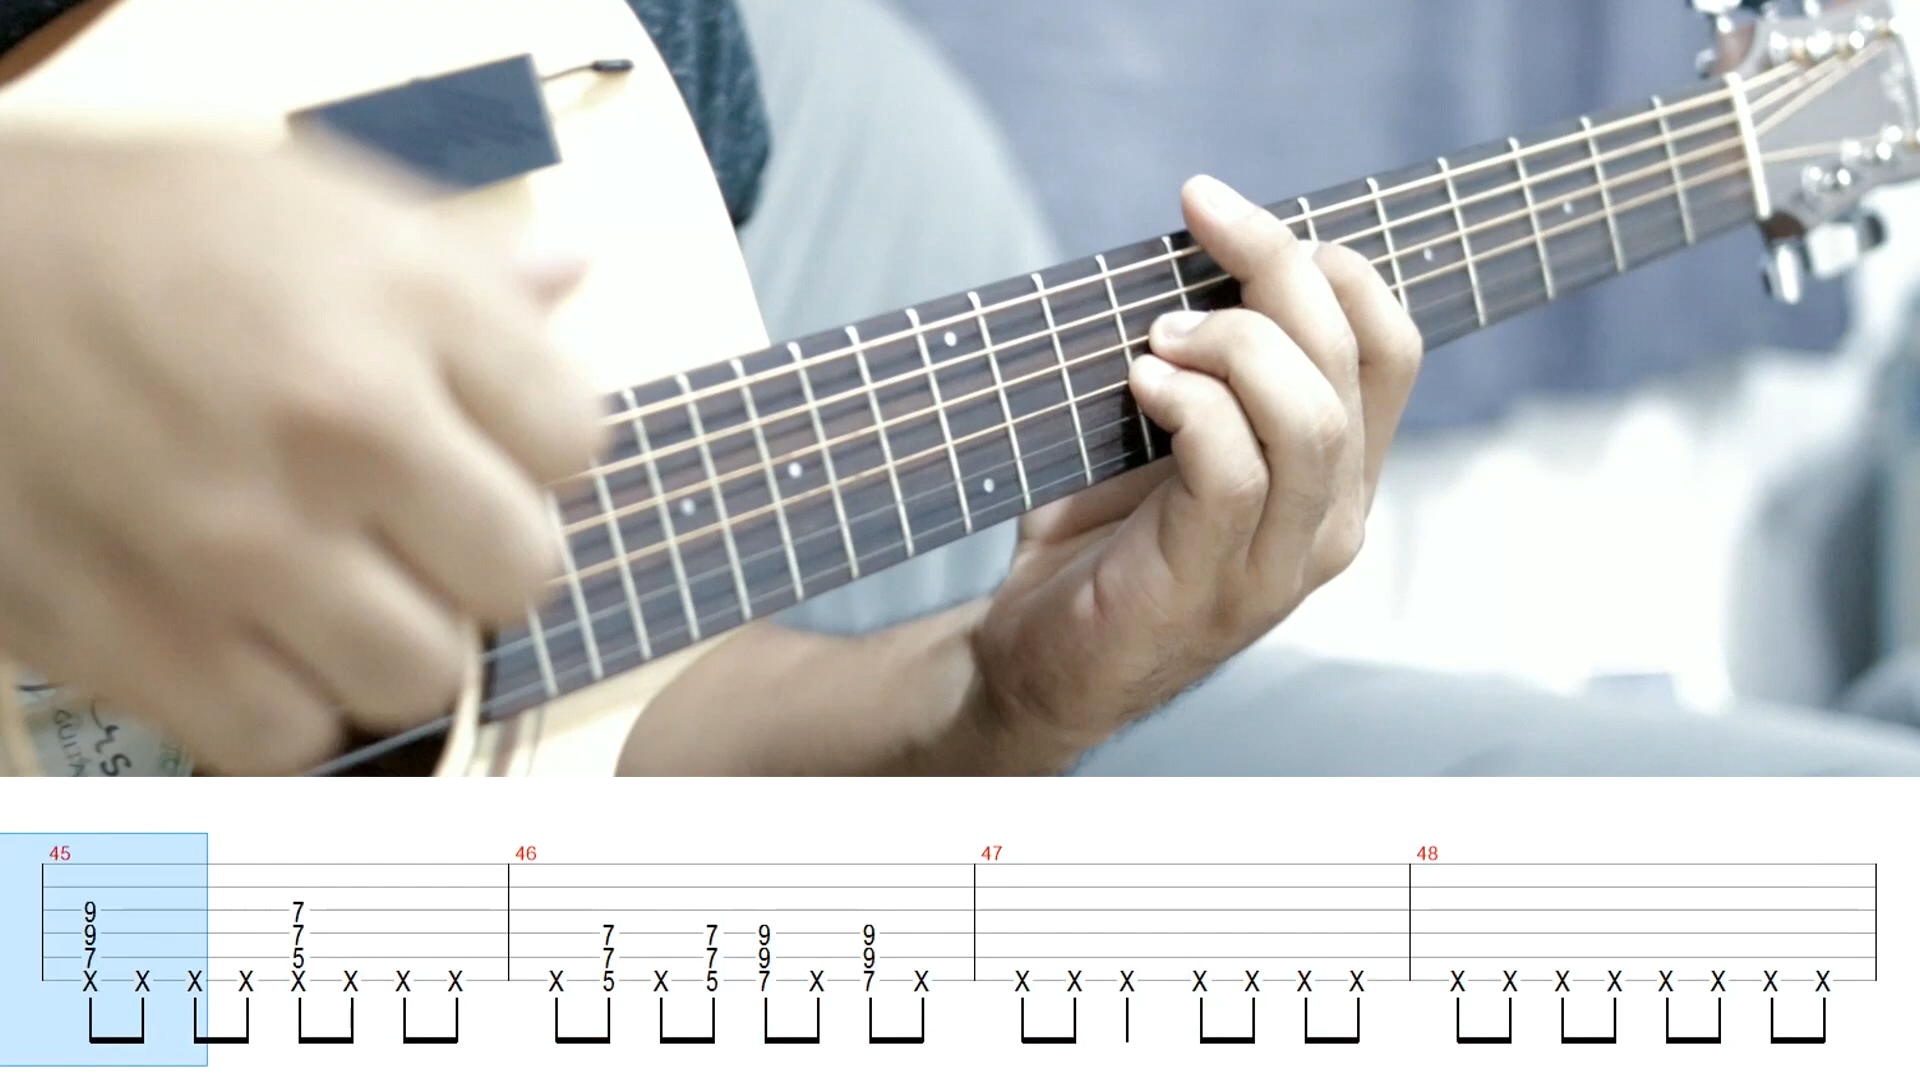 GUITA
45 46 47 48
9 7
9 7 7 7 9 9
7 5 7 7 9 9
X X X X X X X X X 5 X 5 7 X 7 X X X X X X X X X X X X X X X X X